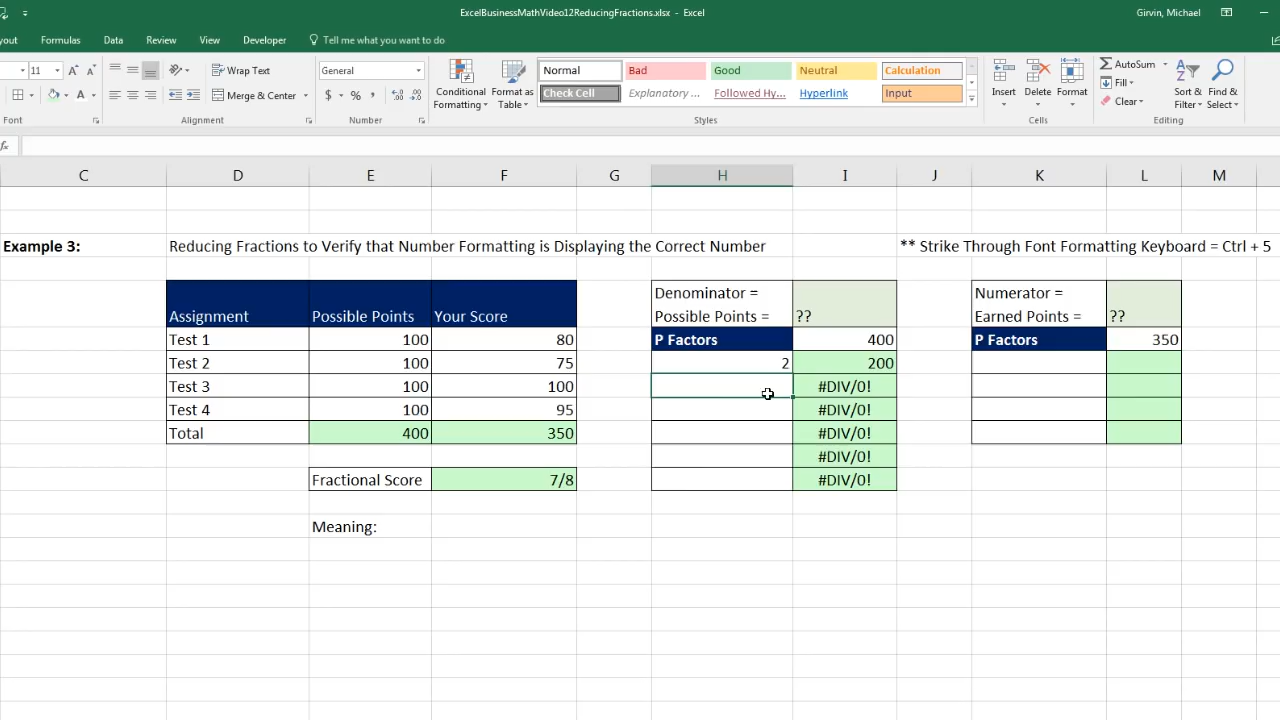 ExcelBusinessMathVideo12ReducingFractions.xlsx - Excel
Girvin, Michael
yout Formulas Data Review View Developer Tell me what you want to do
11 A A Wrap Text General Normal Bad Good Neutral Calculation AutoSum
Conditional Formatting Format as Table Insert Delete Format Fill Sort & Filter Find & Select
A Merge & Center $ % , Check Cell Explanatory ... Followed Hy... Hyperlink Input Clear
Font Alignment Number Styles Cells Editing
fx
C D E F G H I J K L M
Example 3: Reducing Fractions to Verify that Number Formatting is Displaying the Correct Number ** Strike Through Font Formatting Keyboard = Ctrl + 5
Denominator = Numerator =
Assignment Possible Points Your Score Possible Points = ?? Earned Points = ??
Test 1 100 80 P Factors 400 P Factors 350
Test 2 100 75 2 200
Test 3 100 100 #DIV/0!
Test 4 100 95 #DIV/0!
Total 400 350 #DIV/0!
#DIV/0!
Fractional Score 7/8 #DIV/0!
Meaning: